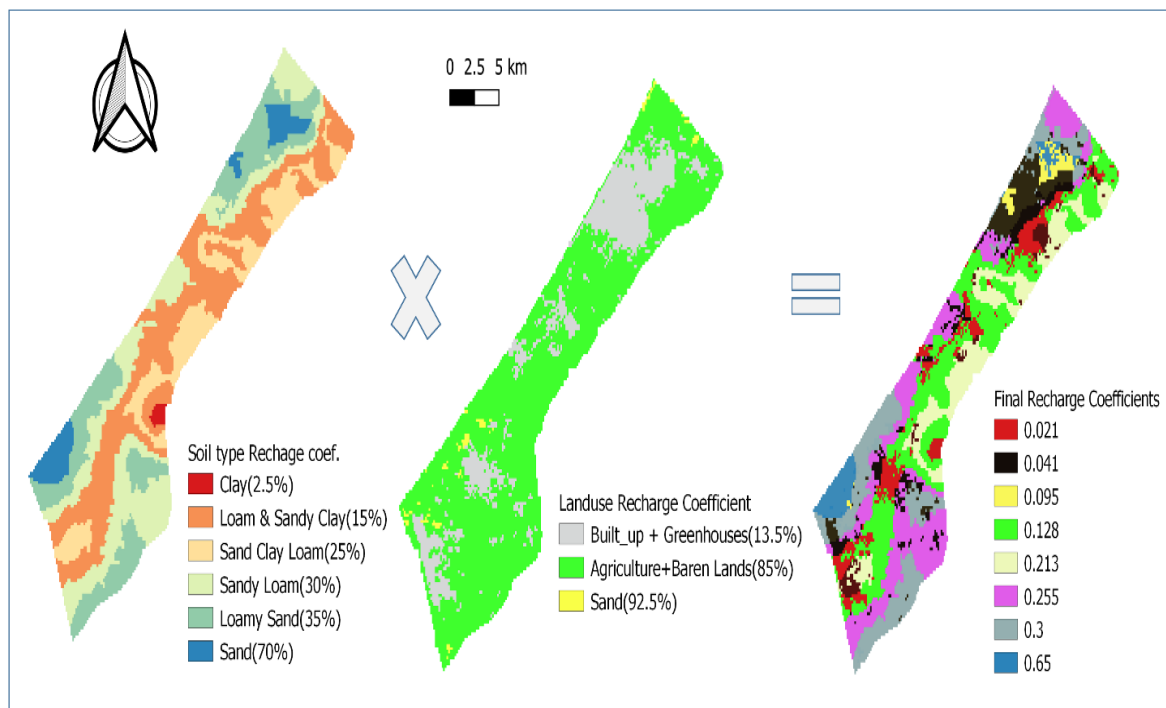 0 2.5 5 km
Soil type Rechage coef.
Clay(2.5%)
Loam & Sandy Clay(15%)
Sand Clay Loam(25%)
Sandy Loam(30%)
Loamy Sand(35%)
Sand(70%)
Landuse Recharge Coefficient
Built_up + Greenhouses(13.5%)
Agriculture+Baren Lands(85%)
Sand(92.5%)
Final Recharge Coefficients
0.021
0.041
0.095
0.128
0.213
0.255
0.3
0.65